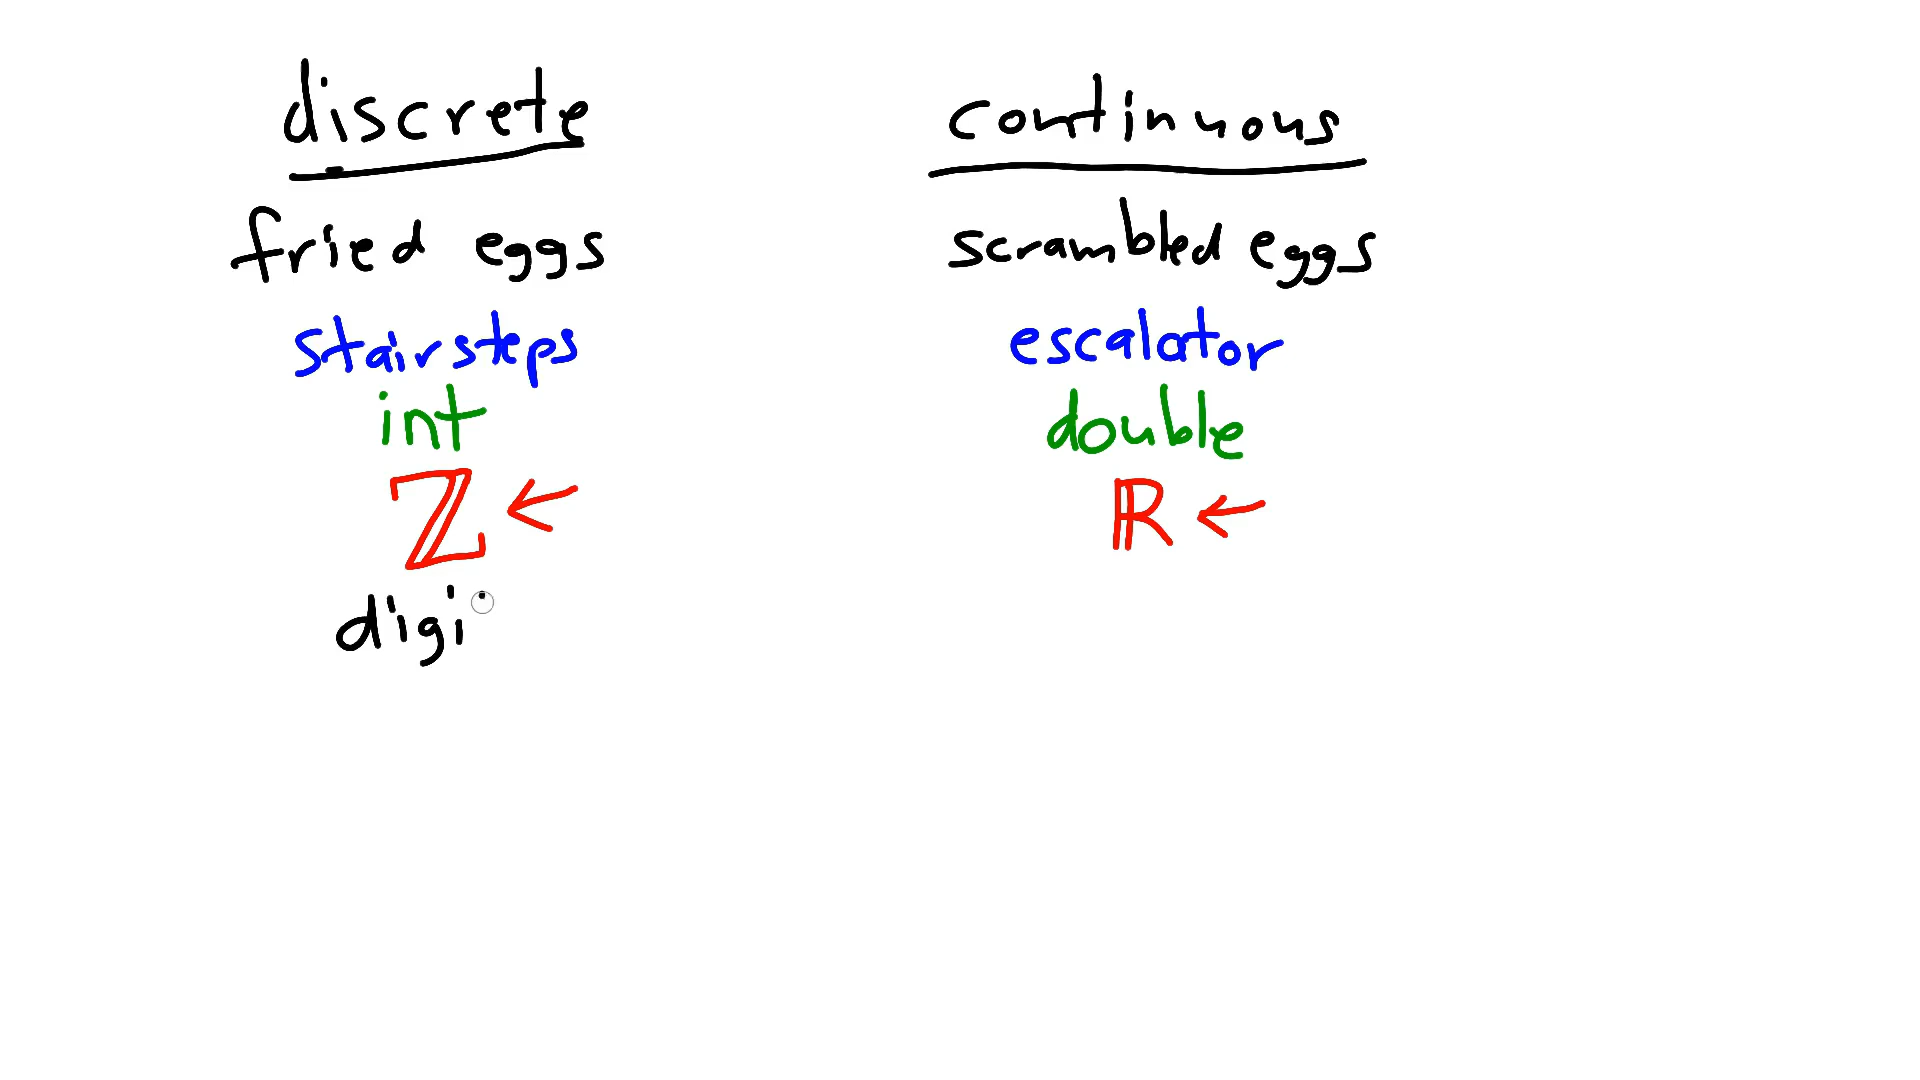 discrete continuous
fried eggs scrambled eggs
stairsteps escalator
int double
ℤ ← ℝ ←
digi